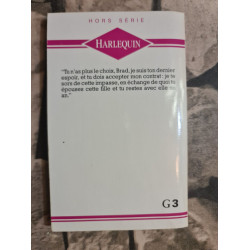 HORS SÉRIE
HARLEQUIN
"Tu n'as plus le choix, Brad, je suis ton dernier
espoir, et tu dois accepter mon contrat : je te
sors de cette impasse, en échange de quoi tu
épouses cette fille et tu restes avec elle un
an."
G3